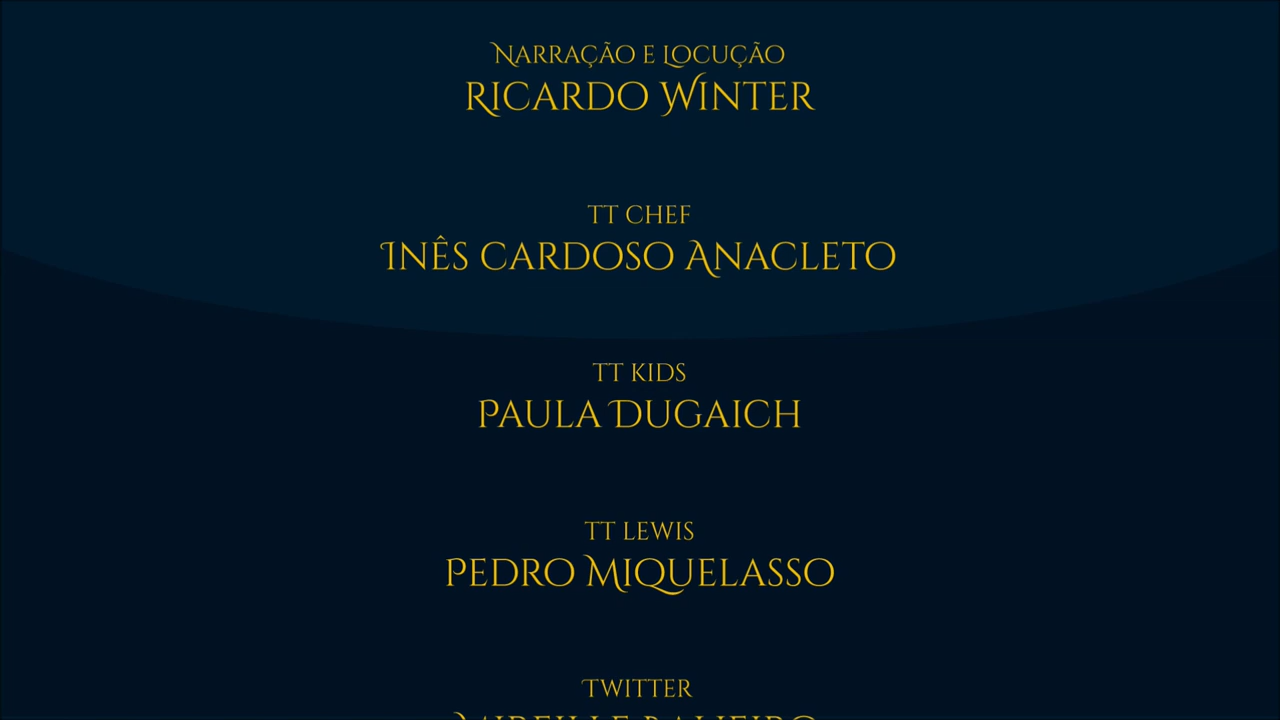 Narração e Locução
Ricardo Winter
TT Chef
Inês Cardoso Anacleto
TT Kids
Paula Dugaich
TT Lewis
Pedro Miquelasso
Twitter